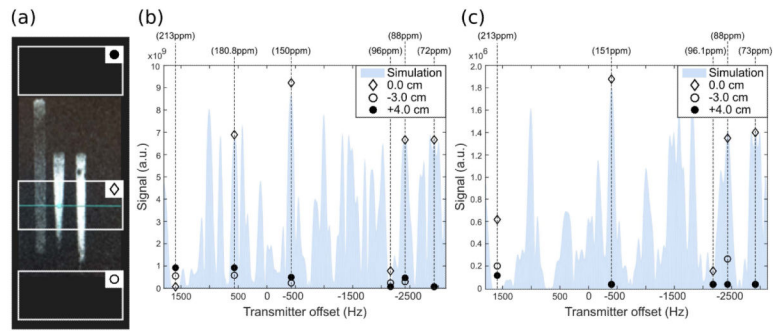 (a)
(b)
(c)
(213ppm)
(180.8ppm)
(150ppm)
(88ppm)
(96ppm)
(72ppm)
×10⁹
10
9
8
7
6
5
4
3
2
1
0
Signal (a.u.)
Simulation
0.0 cm
-3.0 cm
+4.0 cm
1500
500
0
-500
-1500
-2500
Transmitter offset (Hz)
(213ppm)
(151ppm)
(88ppm)
(96.1ppm)
(73ppm)
×10⁶
2.0
1.8
1.6
1.4
1.2
1.0
0.8
0.6
0.4
0.2
0
Signal (a.u.)
Simulation
0.0 cm
-3.0 cm
+4.0 cm
1500
500
0
-500
-1500
-2500
Transmitter offset (Hz)